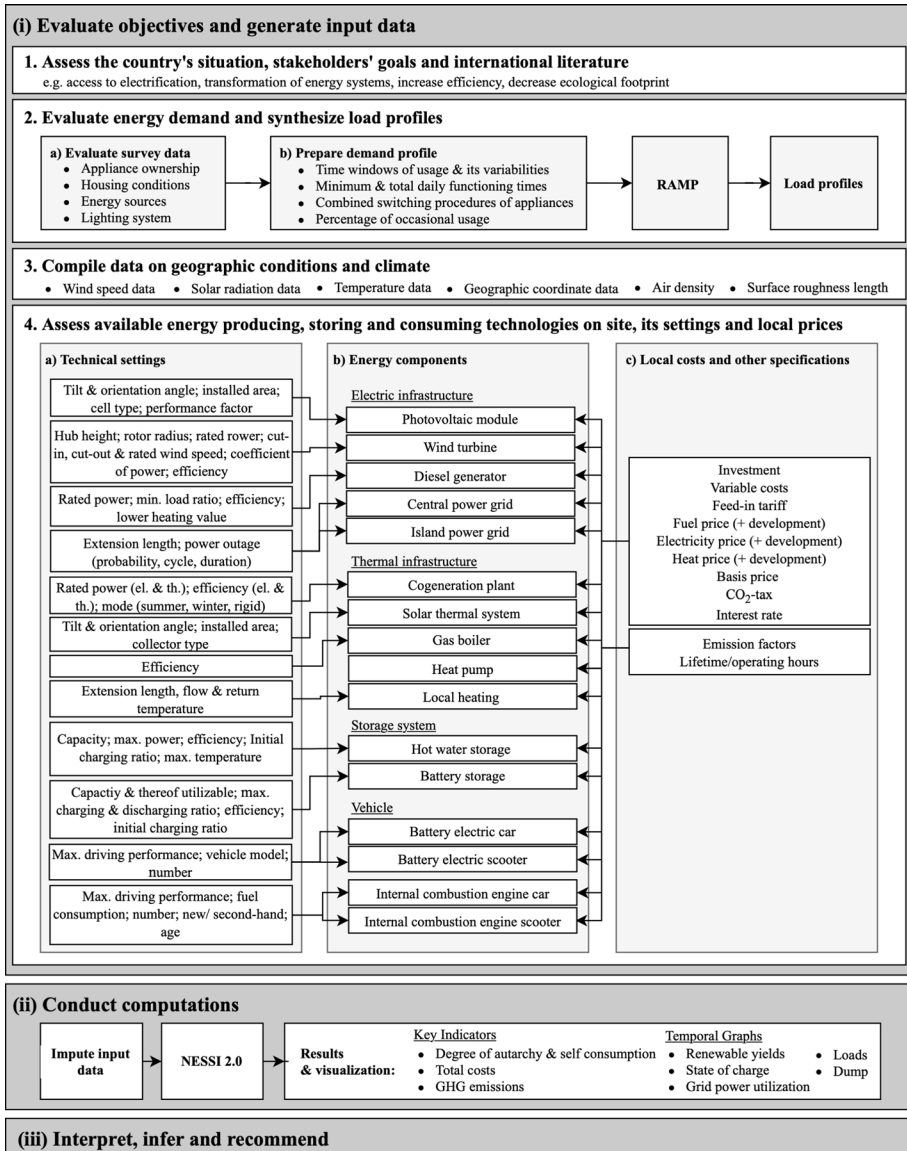 (i) Evaluate objectives and generate input data
1. Assess the country's situation, stakeholders' goals and international literature
e.g. access to electrification, transformation of energy systems, increase efficiency, decrease ecological footprint
2. Evaluate energy demand and synthesize load profiles
a) Evaluate survey data
• Appliance ownership
• Housing conditions
• Energy sources
• Lighting system
b) Prepare demand profile
• Time windows of usage & its variabilities
• Minimum & total daily functioning times
• Combined switching procedures of appliances
• Percentage of occasional usage
RAMP
Load profiles
3. Compile data on geographic conditions and climate
• Wind speed data • Solar radiation data • Temperature data • Geographic coordinate data • Air density • Surface roughness length
4. Assess available energy producing, storing and consuming technologies on site, its settings and local prices
a) Technical settings
Tilt & orientation angle; installed area;
cell type; performance factor
Hub height; rotor radius; rated rower; cut-
in, cut-out & rated wind speed; coefficient
of power; efficiency
Rated power; min. load ratio; efficiency;
lower heating value
Extension length; power outage
(probability, cycle, duration)
Rated power (el. & th.); efficiency (el. &
th.); mode (summer, winter, rigid)
Tilt & orientation angle; installed area;
collector type
Efficiency
Extension length, flow & return
temperature
Capacity; max. power; efficiency; Initial
charging ratio; max. temperature
Capactiy & thereof utilizable; max.
charging & discharging ratio; efficiency;
initial charging ratio
Max. driving performance; vehicle model;
number
Max. driving performance; fuel
consumption; number; new/ second-hand;
age
b) Energy components
Electric infrastructure
Photovoltaic module
Wind turbine
Diesel generator
Central power grid
Island power grid
Thermal infrastructure
Cogeneration plant
Solar thermal system
Gas boiler
Heat pump
Local heating
Storage system
Hot water storage
Battery storage
Vehicle
Battery electric car
Battery electric scooter
Internal combustion engine car
Internal combustion engine scooter
c) Local costs and other specifications
Investment
Variable costs
Feed-in tariff
Fuel price (+ development)
Electricity price (+ development)
Heat price (+ development)
Basis price
CO₂-tax
Interest rate
Emission factors
Lifetime/operating hours
(ii) Conduct computations
Impute input
data
NESSI 2.0
Results
& visualization:
Key Indicators
• Degree of autarchy & self consumption
• Total costs
• GHG emissions
Temporal Graphs
• Renewable yields
• State of charge
• Grid power utilization
• Loads
• Dump
(iii) Interpret, infer and recommend